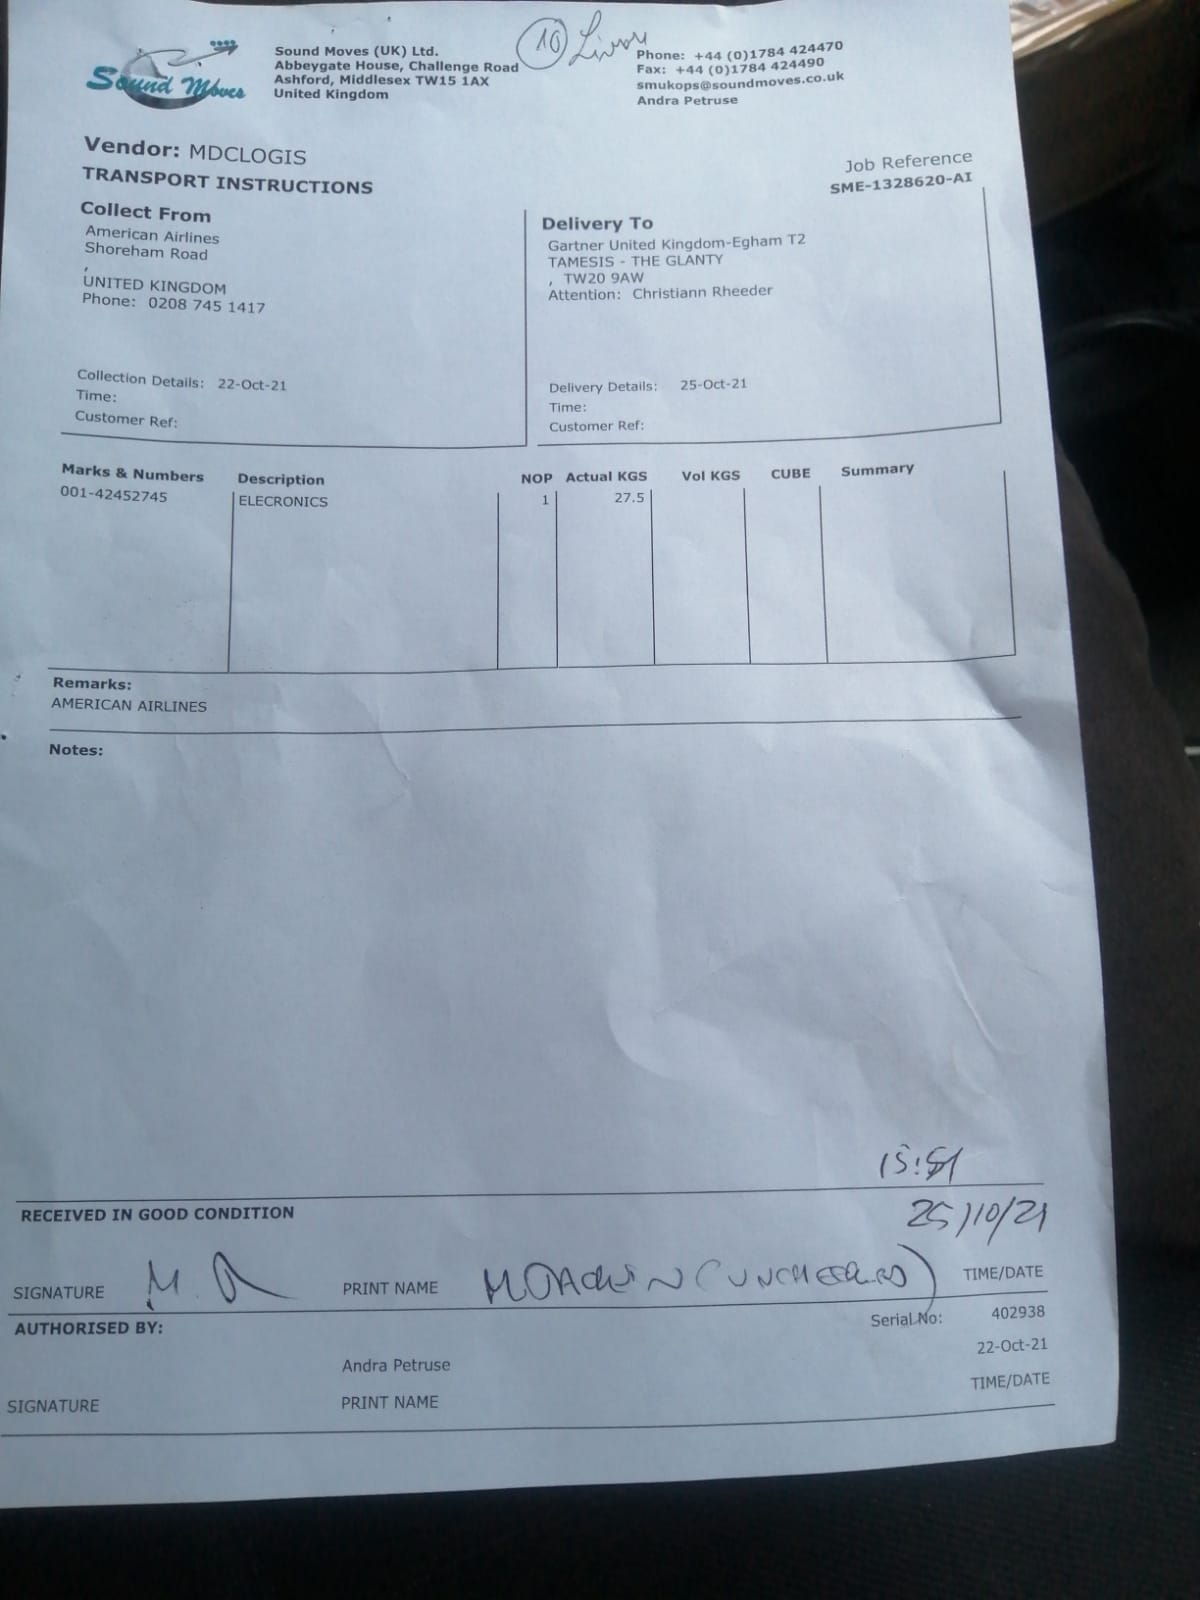 10
Sound Moves
Sound Moves (UK) Ltd.
Abbeygate House, Challenge Road
Ashford, Middlesex TW15 1AX
United Kingdom
Phone: +44 (0)1784 424470
Fax: +44 (0)1784 424490
smukops@soundmoves.co.uk
Andra Petruse
Vendor: MDCLOGIS
TRANSPORT INSTRUCTIONS
Job Reference
SME-1328620-AI
Collect From
American Airlines
Shoreham Road
,
UNITED KINGDOM
Phone: 0208 745 1417
Collection Details: 22-Oct-21
Time:
Customer Ref:
Delivery To
Gartner United Kingdom-Egham T2
TAMESIS - THE GLANTY
, TW20 9AW
Attention: Christiann Rheeder
Delivery Details: 25-Oct-21
Time:
Customer Ref:
Marks & Numbers Description NOP Actual KGS Vol KGS CUBE Summary
001-42452745 ELECRONICS 1 27.5
Remarks:
AMERICAN AIRLINES
Notes:
15:51
RECEIVED IN GOOD CONDITION 25/10/21
SIGNATURE PRINT NAME (UNCHECKED) TIME/DATE
AUTHORISED BY: Serial No: 402938
22-Oct-21
Andra Petruse
SIGNATURE PRINT NAME TIME/DATE